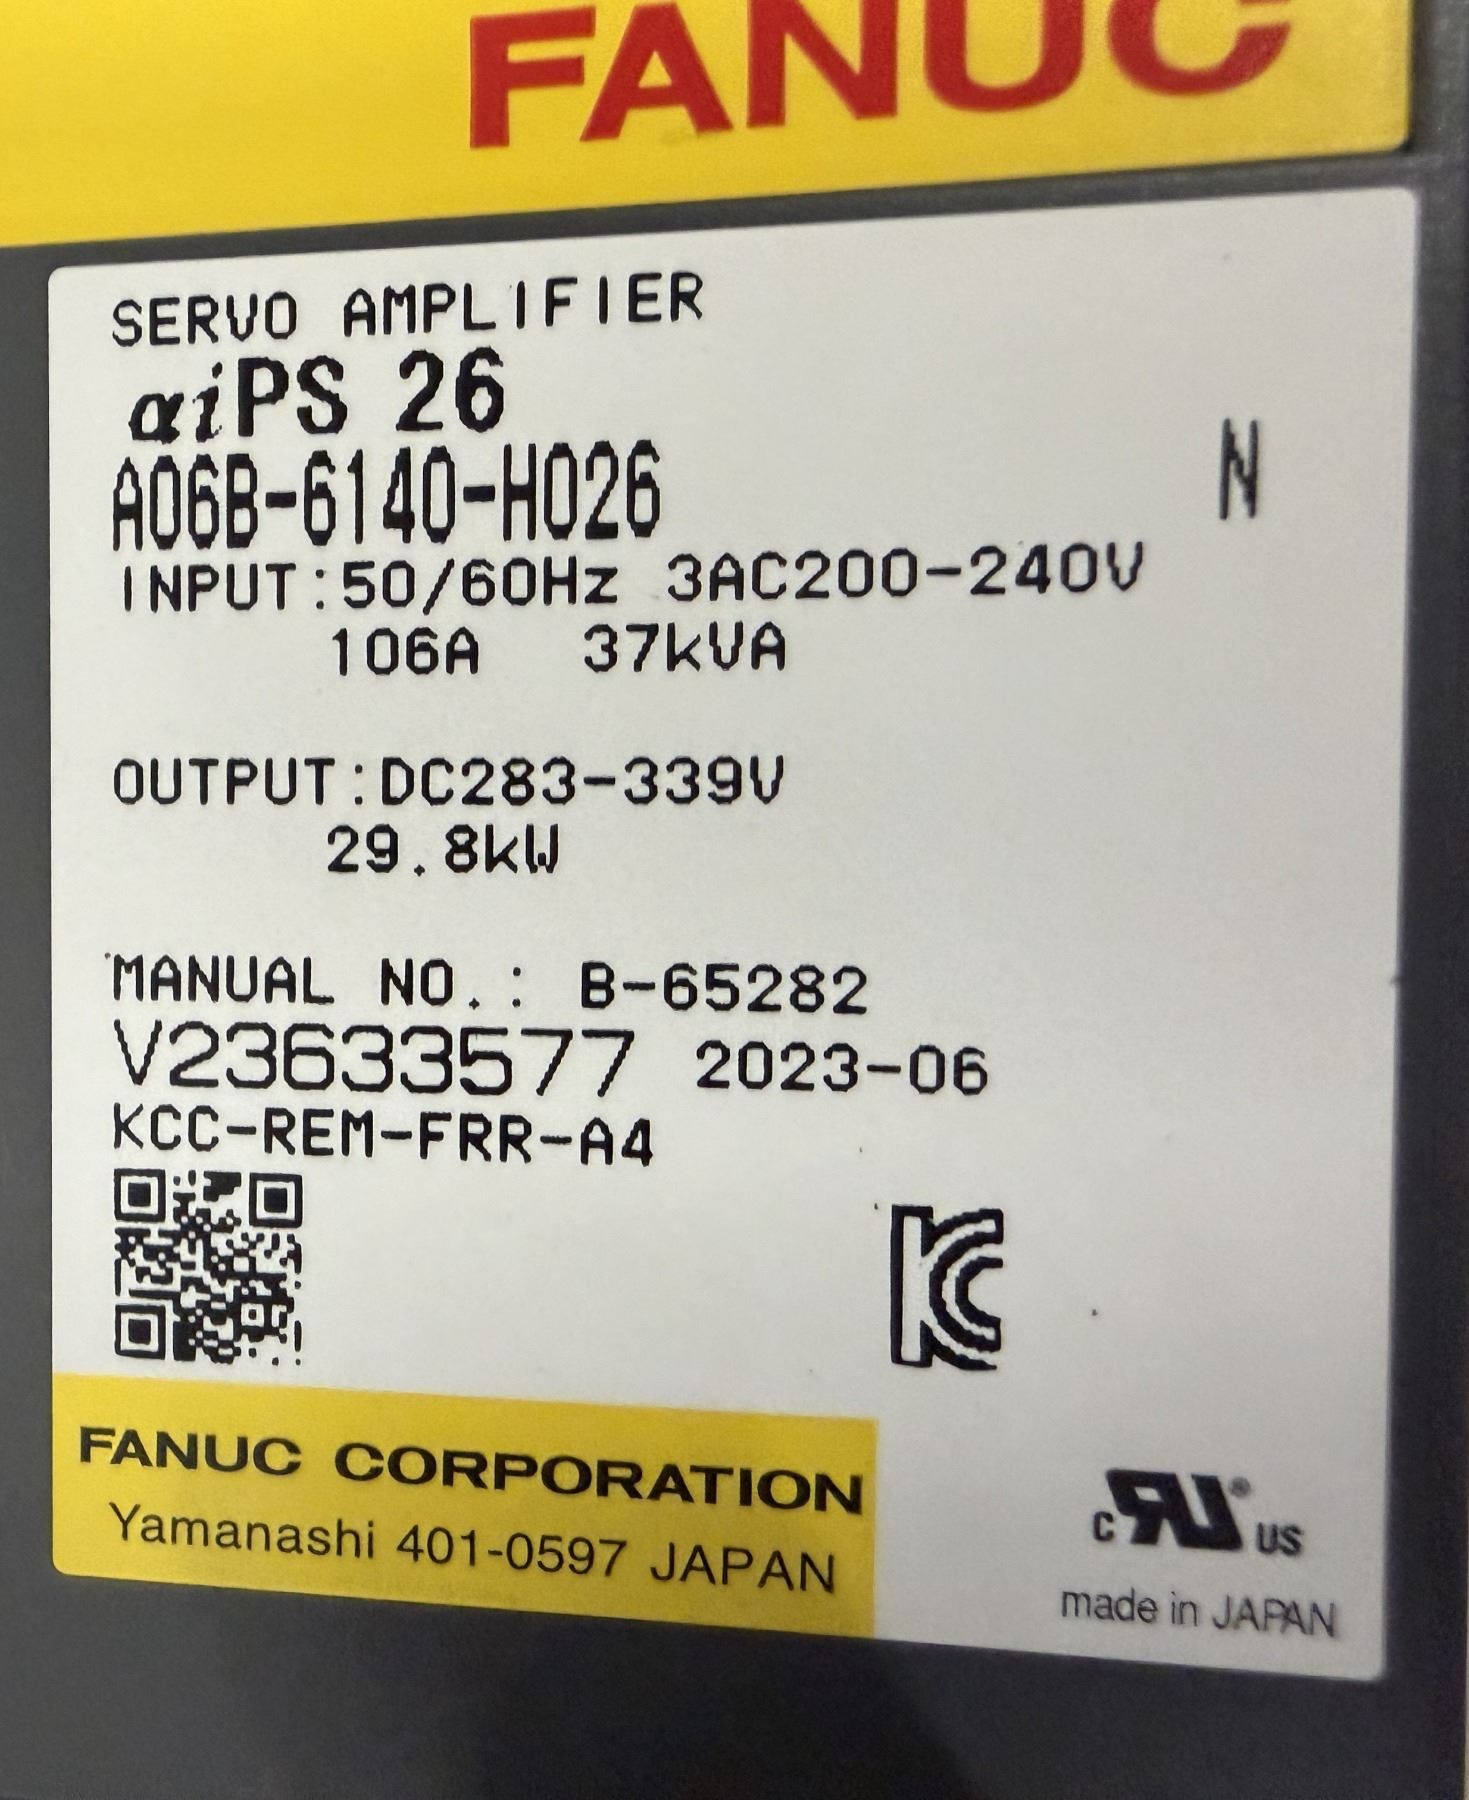 FANUC
SERVO AMPLIFIER
αiPS 26
A06B-6140-H026
N
INPUT:50/60Hz 3AC200-240V
106A 37kVA
OUTPUT:DC283-339V
29.8kW
MANUAL NO.: B-65282
V23633577 2023-06
KCC-REM-FRR-A4
KC
FANUC CORPORATION
Yamanashi 401-0597 JAPAN
c RU® US
made in JAPAN